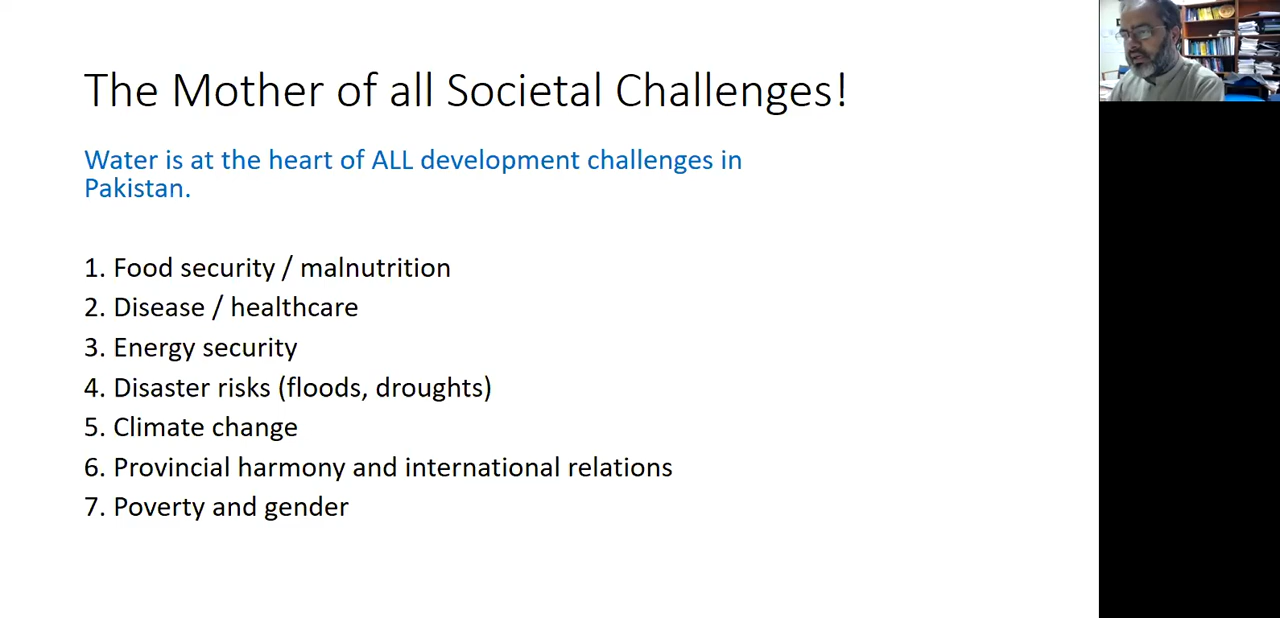 The Mother of all Societal Challenges!
Water is at the heart of ALL development challenges in
Pakistan.
1. Food security / malnutrition
2. Disease / healthcare
3. Energy security
4. Disaster risks (floods, droughts)
5. Climate change
6. Provincial harmony and international relations
7. Poverty and gender